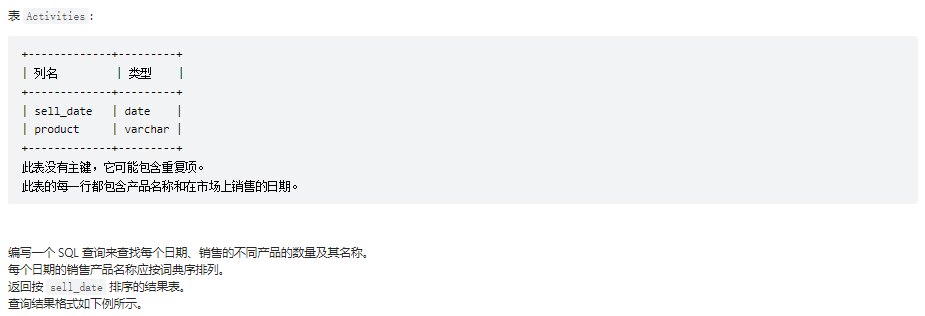 表 Activities:
+-------------+---------+
| 列名         | 类型    |
+-------------+---------+
| sell_date   | date    |
| product     | varchar |
+-------------+---------+
此表没有主键，它可能包含重复项。
此表的每一行都包含产品名称和在市场上销售的日期。
编写一个 SQL 查询来查找每个日期、销售的不同产品的数量及其名称。
每个日期的销售产品名称应按词典序排列。
返回按 sell_date 排序的结果表。
查询结果格式如下例所示。